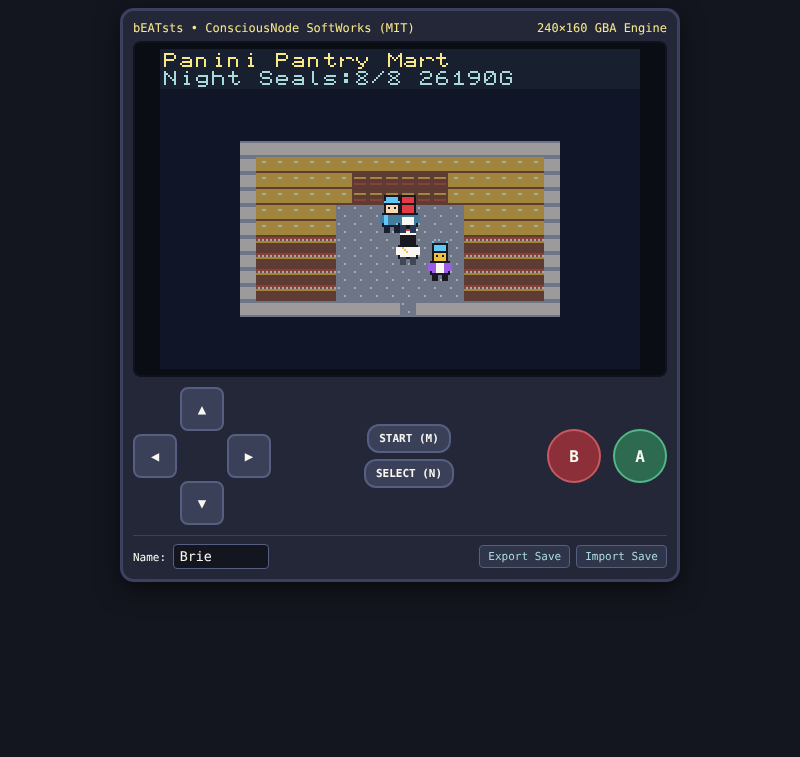 bEATsts • ConsciousNode SoftWorks (MIT)
240×160 GBA Engine
Panini Pantry Mart
Night Seals:8/8 26190G
▲
◀
▶
▼
START (M)
SELECT (N)
B
A
Name:
Brie
Export Save
Import Save